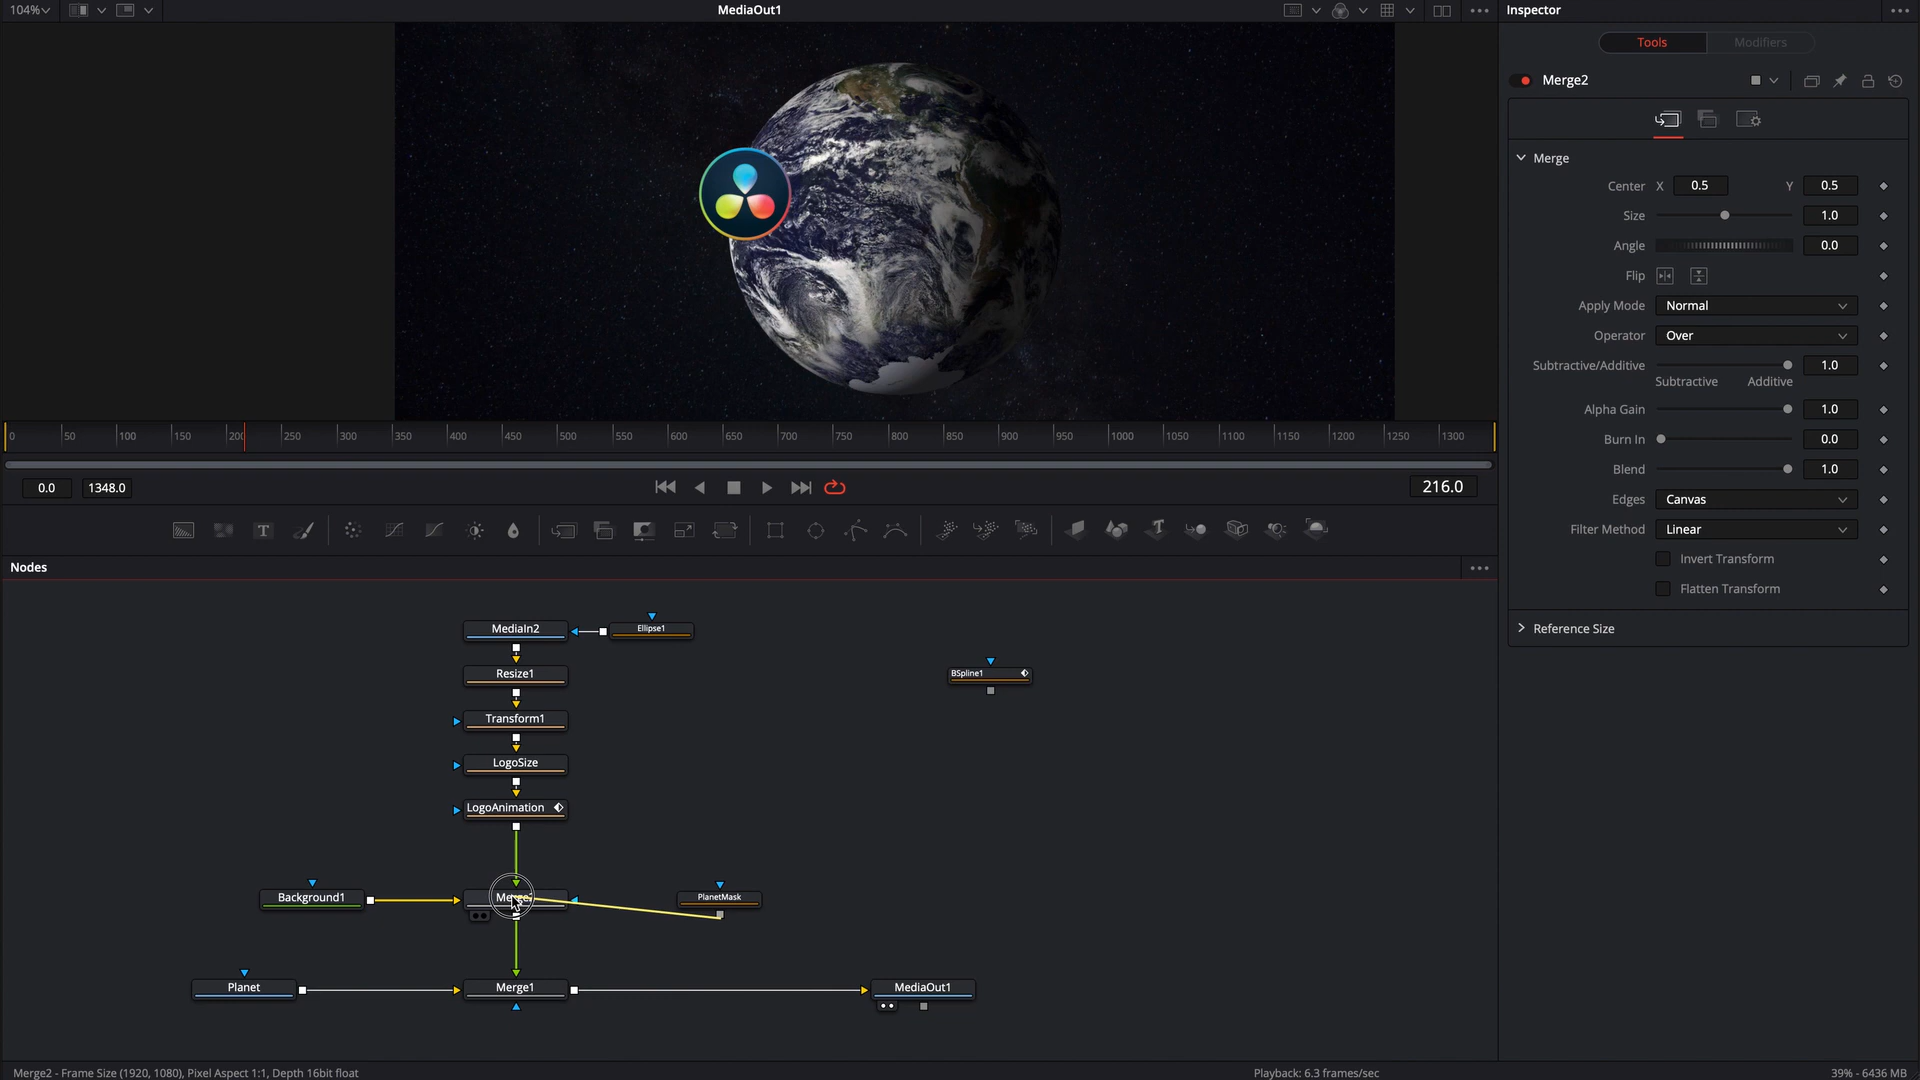 104%
MediaOut1
Inspector
Tools
Modifiers
Merge2
Merge
Center X 0.5 Y 0.5
Size 1.0
Angle 0.0
Flip
Apply Mode Normal
Operator Over
Subtractive/Additive 1.0
Subtractive Additive
Alpha Gain 1.0
Burn In 0.0
Blend 1.0
Edges Canvas
Filter Method Linear
Invert Transform
Flatten Transform
Reference Size
0 50 100 150 200 250 300 350 400 450 500 550 600 650 700 750 800 850 900 950 1000 1050 1100 1150 1200 1250 1300
0.0 1348.0 216.0
T
Nodes
MediaIn2
Ellipse1
Resize1
BSpline1
Transform1
LogoSize
LogoAnimation
Background1
PlanetMask
Planet
Merge1
MediaOut1
Merge2 - Frame Size (1920, 1080), Pixel Aspect 1:1, Depth 16bit float
Playback: 6.3 frames/sec
39% - 6436 MB